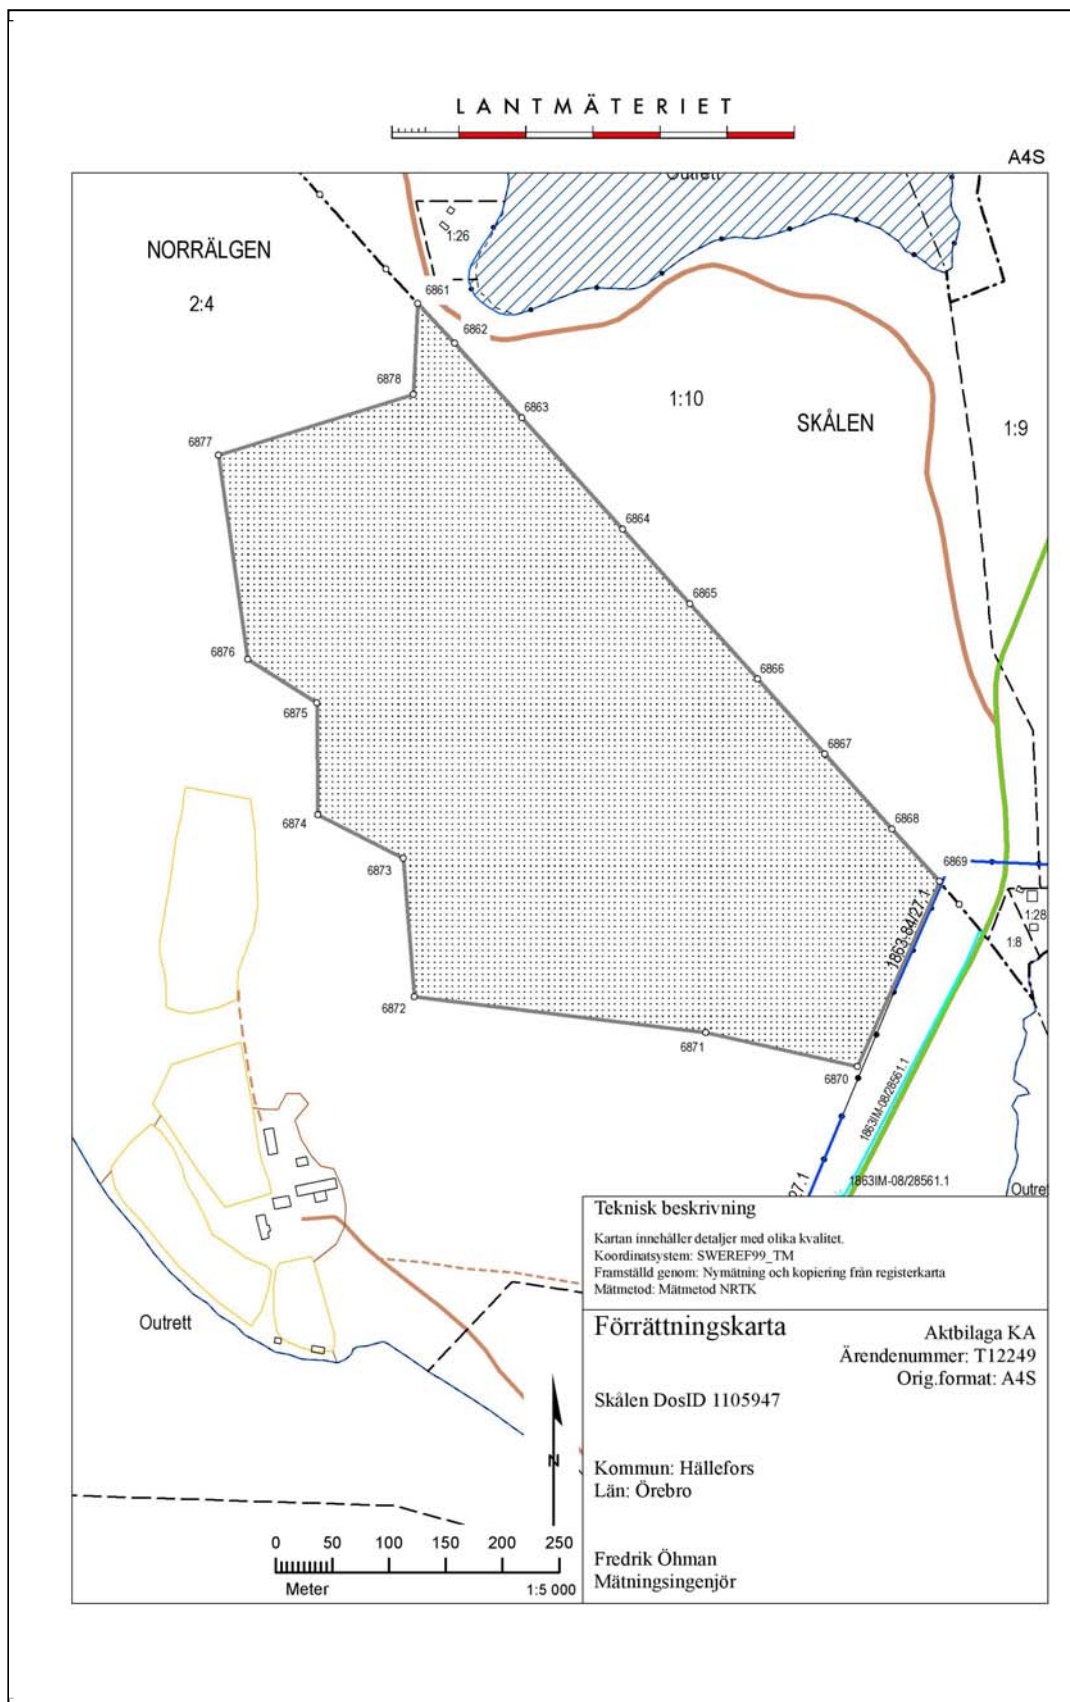 LANTMÄTERIET
A4S
Outrett
NORRÄLGEN
2:4
1:26
6861
6862
6878
6863
1:10
SKÅLEN
1:9
6877
6864
6865
6876
6866
6875
6867
6874
6868
6873
6869
1863-84/27.1
1:28
1:8
6872
6871
6870
1863IM-08/28561.1
1863IM-08/28561.1
27.1
Outret
Outrett
Teknisk beskrivning
Kartan innehåller detaljer med olika kvalitet.
Koordinatsystem: SWEREF99_TM
Framställd genom: Nymätning och kopiering från registerkarta
Mätmetod: Mätmetod NRTK
Förrättningskarta
Aktbilaga KA
Ärendenummer: T12249
Orig.format: A4S
Skålen DosID 1105947
Kommun: Hällefors
Län: Örebro
Fredrik Öhman
Mätningsingenjör
N
0 50 100 150 200 250
Meter
1:5 000